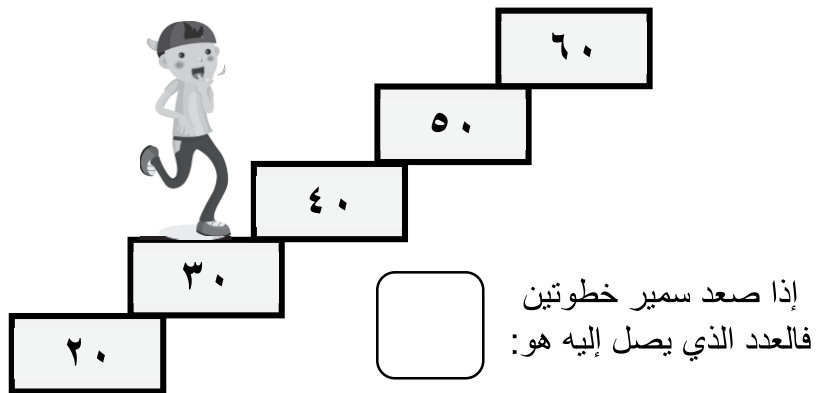 ٦٠
٥٠
٤٠
٣٠
٢٠
إذا صعد سمير خطوتين
فالعدد الذي يصل إليه هو: